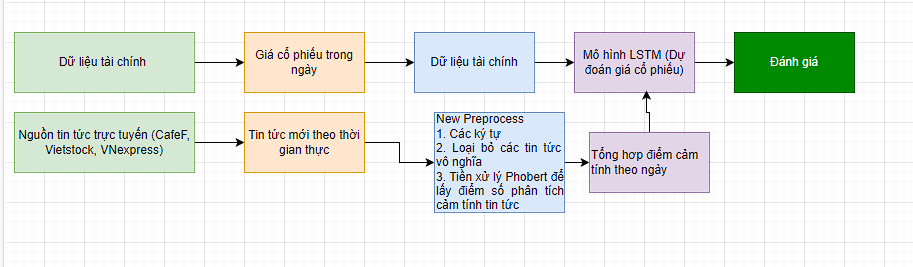 Dữ liệu tài chính
Giá cổ phiếu trong
ngày
Dữ liệu tài chính
Mô hình LSTM (Dự
đoán giá cổ phiếu)
Đánh giá
Nguồn tin tức trực tuyến (CafeF,
Vietstock, VNexpress)
Tin tức mới theo thời
gian thực
New Preprocess
1. Các ký tự
2. Loại bỏ các tin tức
vô nghĩa
3. Tiền xử lý Phobert để
lấy điểm số phân tích
cảm tính tin tức
Tổng hợp điểm cảm
tính theo ngày